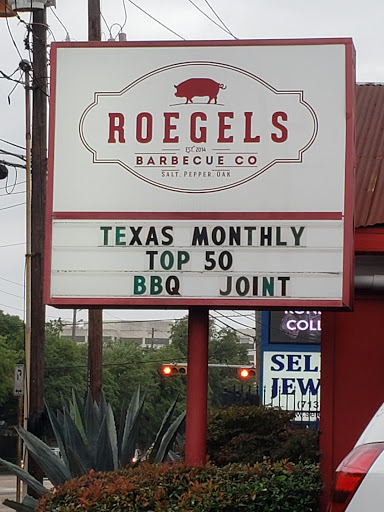 ROEGELS
EST. 2014
BARBECUE CO
SALT, PEPPER, OAK
TEXAS MONTHLY
TOP 50
BBQ JOINT
COLL
SEL
JEW
(713